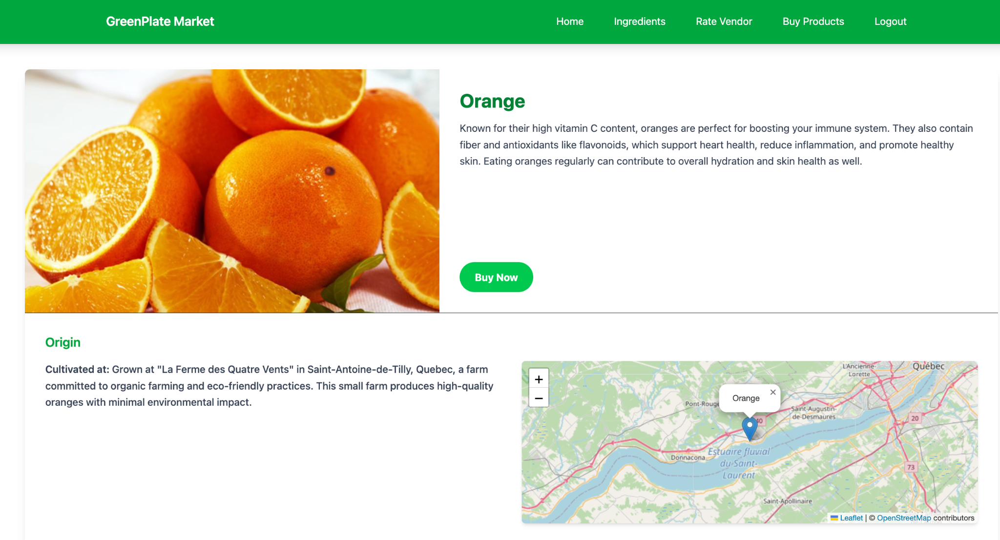 GreenPlate Market
Home
Ingredients
Rate Vendor
Buy Products
Logout
Orange
Known for their high vitamin C content, oranges are perfect for boosting your immune system. They also contain
fiber and antioxidants like flavonoids, which support heart health, reduce inflammation, and promote healthy
skin. Eating oranges regularly can contribute to overall hydration and skin health as well.
Buy Now
Origin
Cultivated at: Grown at "La Ferme des Quatre Vents" in Saint-Antoine-de-Tilly, Quebec, a farm
committed to organic farming and eco-friendly practices. This small farm produces high-quality
oranges with minimal environmental impact.
+
−
L'Ancienne-
Lorette
Québec
Orange
×
Pont-Rouge
Saint-Augustin-
de-Desmaures
40
20
Estuaire fluvial
du Saint-
Laurent
Donnacona
73
Saint-Apollinaire
Leaflet | © OpenStreetMap contributors